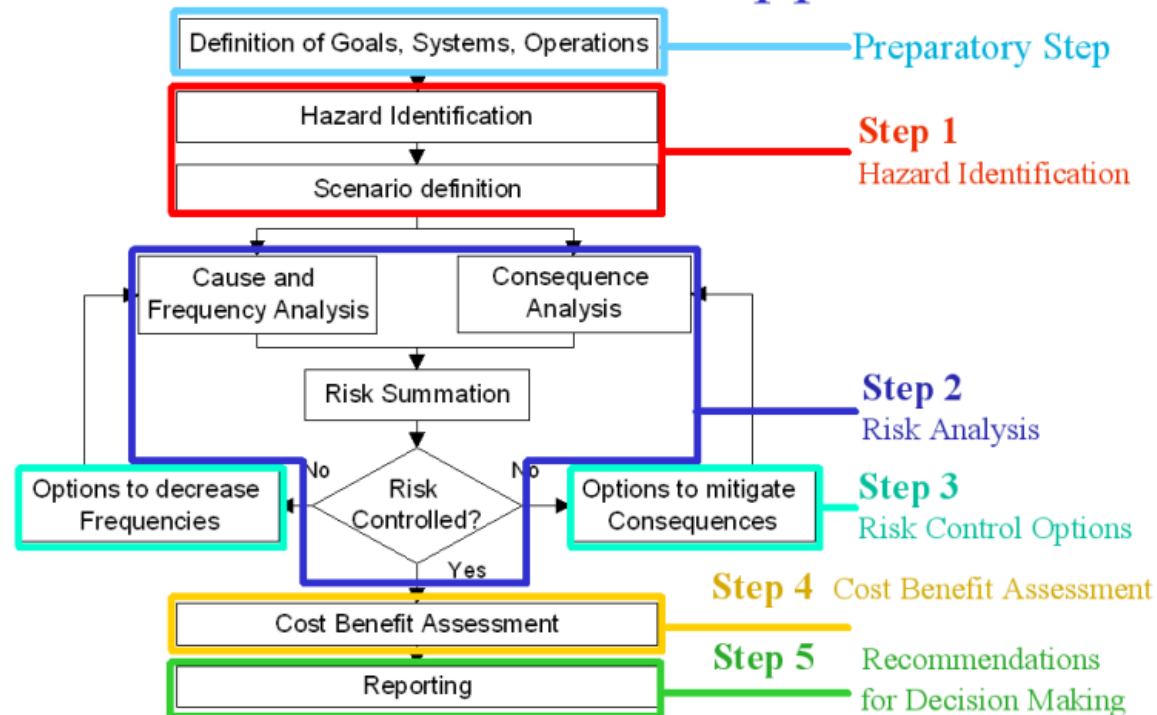 Definition of Goals, Systems, Operations
Preparatory Step
Hazard Identification
Scenario definition
Step 1
Hazard Identification
Cause and
Frequency Analysis
Consequence
Analysis
Risk Summation
Step 2
Risk Analysis
No
No
Options to decrease
Frequencies
Risk
Controlled?
Options to mitigate
Consequences
Step 3
Risk Control Options
Yes
Step 4 Cost Benefit Assessment
Cost Benefit Assessment
Step 5 Recommendations
for Decision Making
Reporting